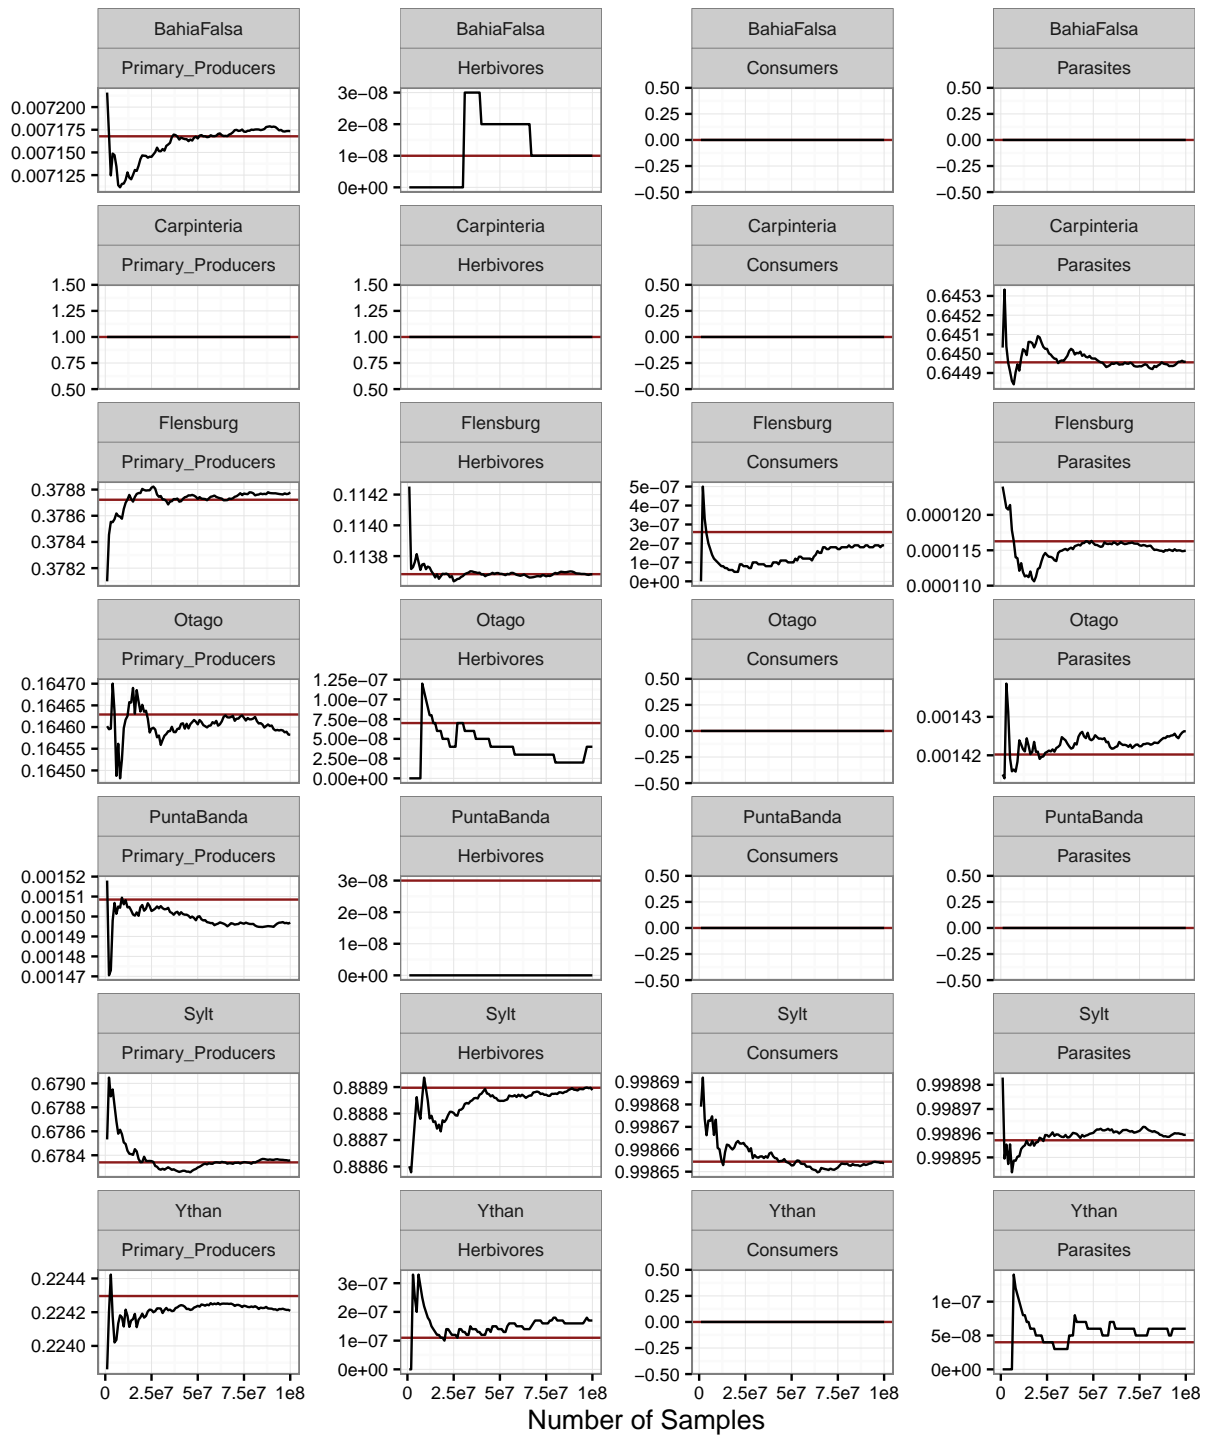 BahiaFalsa BahiaFalsa BahiaFalsa BahiaFalsa
Primary_Producers Herbivores Consumers Parasites
0.007200
0.007175
0.007150
0.007125
3e−08
2e−08
1e−08
0e+00
0.50
0.25
0.00
−0.25
−0.50
0.50
0.25
0.00
−0.25
−0.50
Carpinteria Carpinteria Carpinteria Carpinteria
Primary_Producers Herbivores Consumers Parasites
1.50
1.25
1.00
0.75
0.50
1.50
1.25
1.00
0.75
0.50
0.50
0.25
0.00
−0.25
−0.50
0.6453
0.6452
0.6451
0.6450
0.6449
Flensburg Flensburg Flensburg Flensburg
Primary_Producers Herbivores Consumers Parasites
0.3788
0.3786
0.3784
0.3782
0.1142
0.1140
0.1138
5e−07
4e−07
3e−07
2e−07
1e−07
0e+00
0.000120
0.000115
0.000110
Otago Otago Otago Otago
Primary_Producers Herbivores Consumers Parasites
0.16470
0.16465
0.16460
0.16455
0.16450
1.25e−07
1.00e−07
7.50e−08
5.00e−08
2.50e−08
0.00e+00
0.50
0.25
0.00
−0.25
−0.50
0.00143
0.00142
PuntaBanda PuntaBanda PuntaBanda PuntaBanda
Primary_Producers Herbivores Consumers Parasites
0.00152
0.00151
0.00150
0.00149
0.00148
0.00147
3e−08
2e−08
1e−08
0e+00
0.50
0.25
0.00
−0.25
−0.50
0.50
0.25
0.00
−0.25
−0.50
Sylt Sylt Sylt Sylt
Primary_Producers Herbivores Consumers Parasites
0.6790
0.6788
0.6786
0.6784
0.8889
0.8888
0.8887
0.8886
0.99869
0.99868
0.99867
0.99866
0.99865
0.99898
0.99897
0.99896
0.99895
Ythan Ythan Ythan Ythan
Primary_Producers Herbivores Consumers Parasites
0.2244
0.2242
0.2240
3e−07
2e−07
1e−07
0e+00
0.50
0.25
0.00
−0.25
−0.50
1e−07
5e−08
0e+00
0 2.5e7 5e7 7.5e7 1e8 0 2.5e7 5e7 7.5e7 1e8 0 2.5e7 5e7 7.5e7 1e8 0 2.5e7 5e7 7.5e7 1e8
Number of Samples